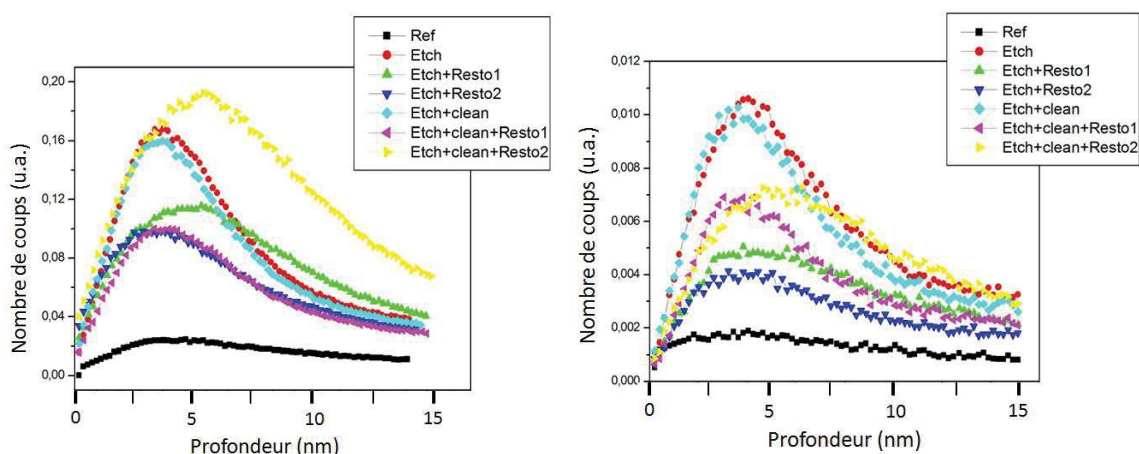 Ref
Etch
Etch+Resto1
Etch+Resto2
Etch+clean
Etch+clean+Resto1
Etch+clean+Resto2
0,20
0,16
0,12
0,08
0,04
0,00
Nombre de coups (u.a.)
0
5
10
15
Profondeur (nm)
Ref
Etch
Etch+Resto1
Etch+Resto2
Etch+clean
Etch+clean+Resto1
Etch+clean+Resto2
0,012
0,010
0,008
0,006
0,004
0,002
0,000
Nombre de coups (u.a.)
0
5
10
15
Profondeur (nm)